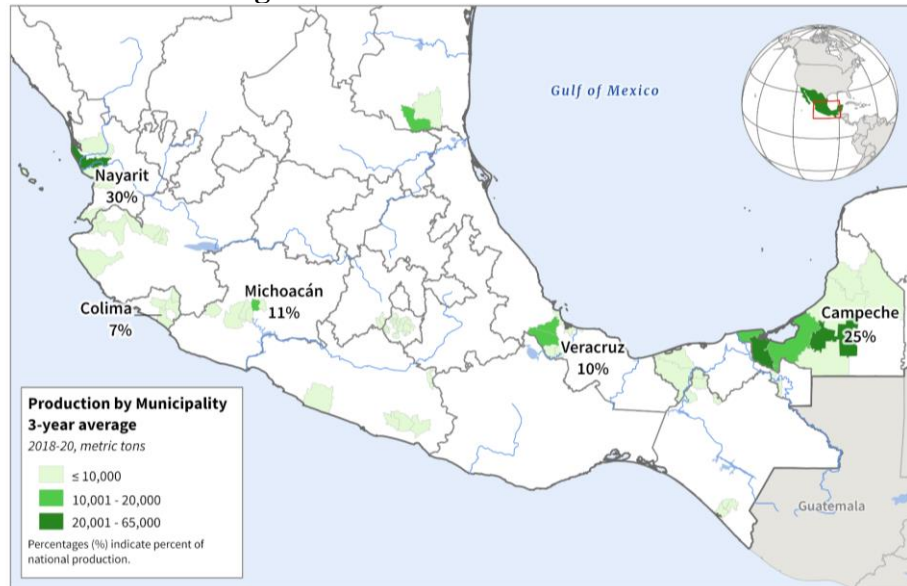 Gulf of Mexico
Nayarit
30%
Michoacán
11%
Colima
7%
Veracruz
10%
Campeche
25%
Guatemala
Production by Municipality
3-year average
2018-20, metric tons
≤ 10,000
10,001 - 20,000
20,001 - 65,000
Percentages (%) indicate percent of
national production.